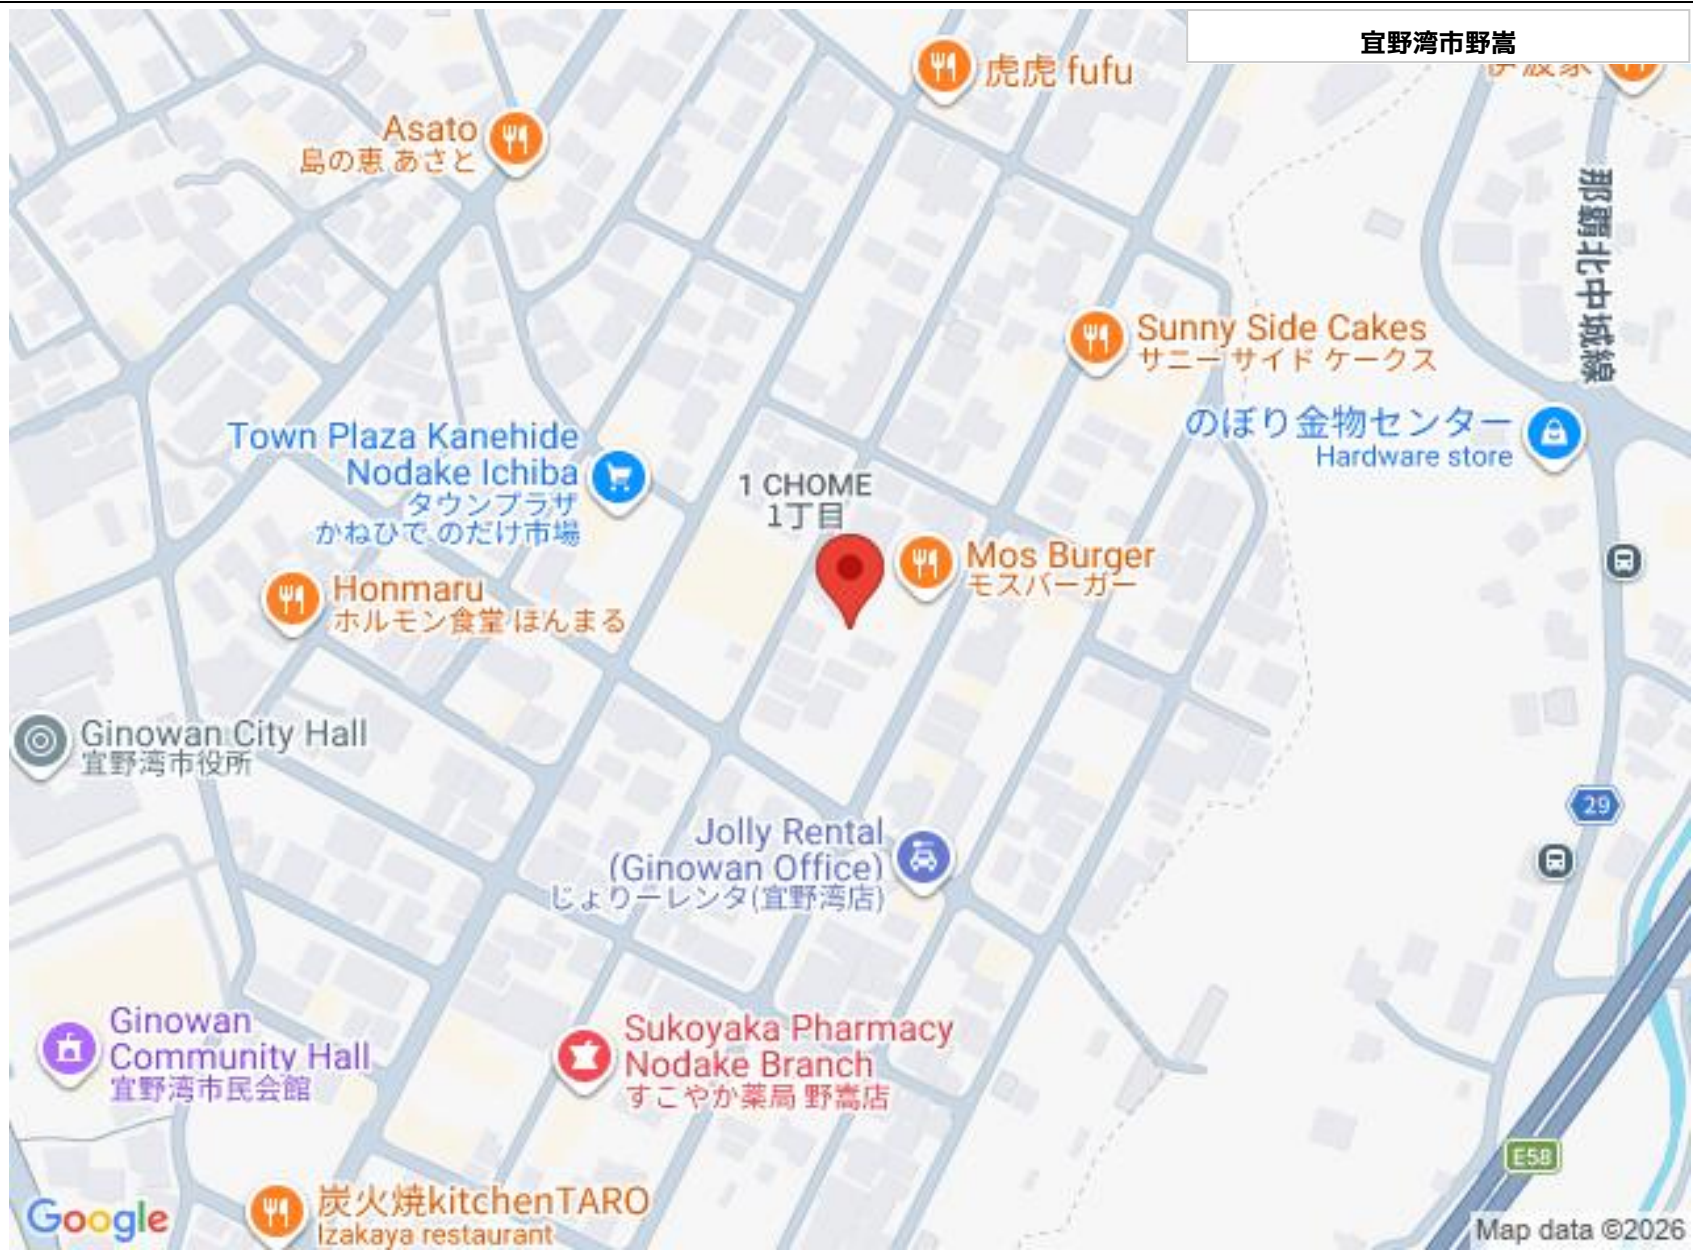 宜野湾市野嵩
虎虎 fufu
伊波家
Asato
島の恵 あさと
那覇北中城線
Sunny Side Cakes
サニー サイド ケークス
のぼり金物センター
Hardware store
Town Plaza Kanehide
Nodake Ichiba
タウンプラザ
かねひで のだけ市場
1 CHOME
1丁目
Mos Burger
モスバーガー
Honmaru
ホルモン食堂 ほんまる
Ginowan City Hall
宜野湾市役所
29
Jolly Rental
(Ginowan Office)
じょりーレンタ(宜野湾店)
Ginowan
Community Hall
宜野湾市民会館
Sukoyaka Pharmacy
Nodake Branch
すこやか薬局 野嵩店
E58
炭火焼kitchenTARO
Izakaya restaurant
Google
Map data ©2026